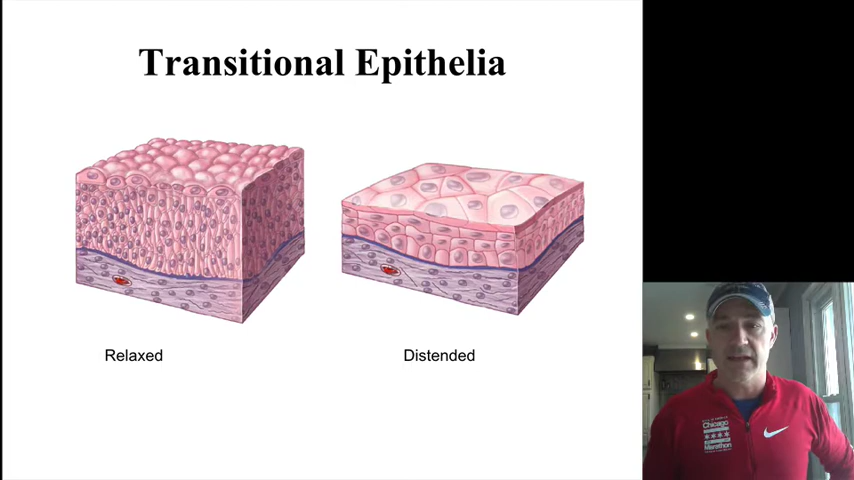 Transitional Epithelia
Relaxed
Distended
Chicago
Marathon